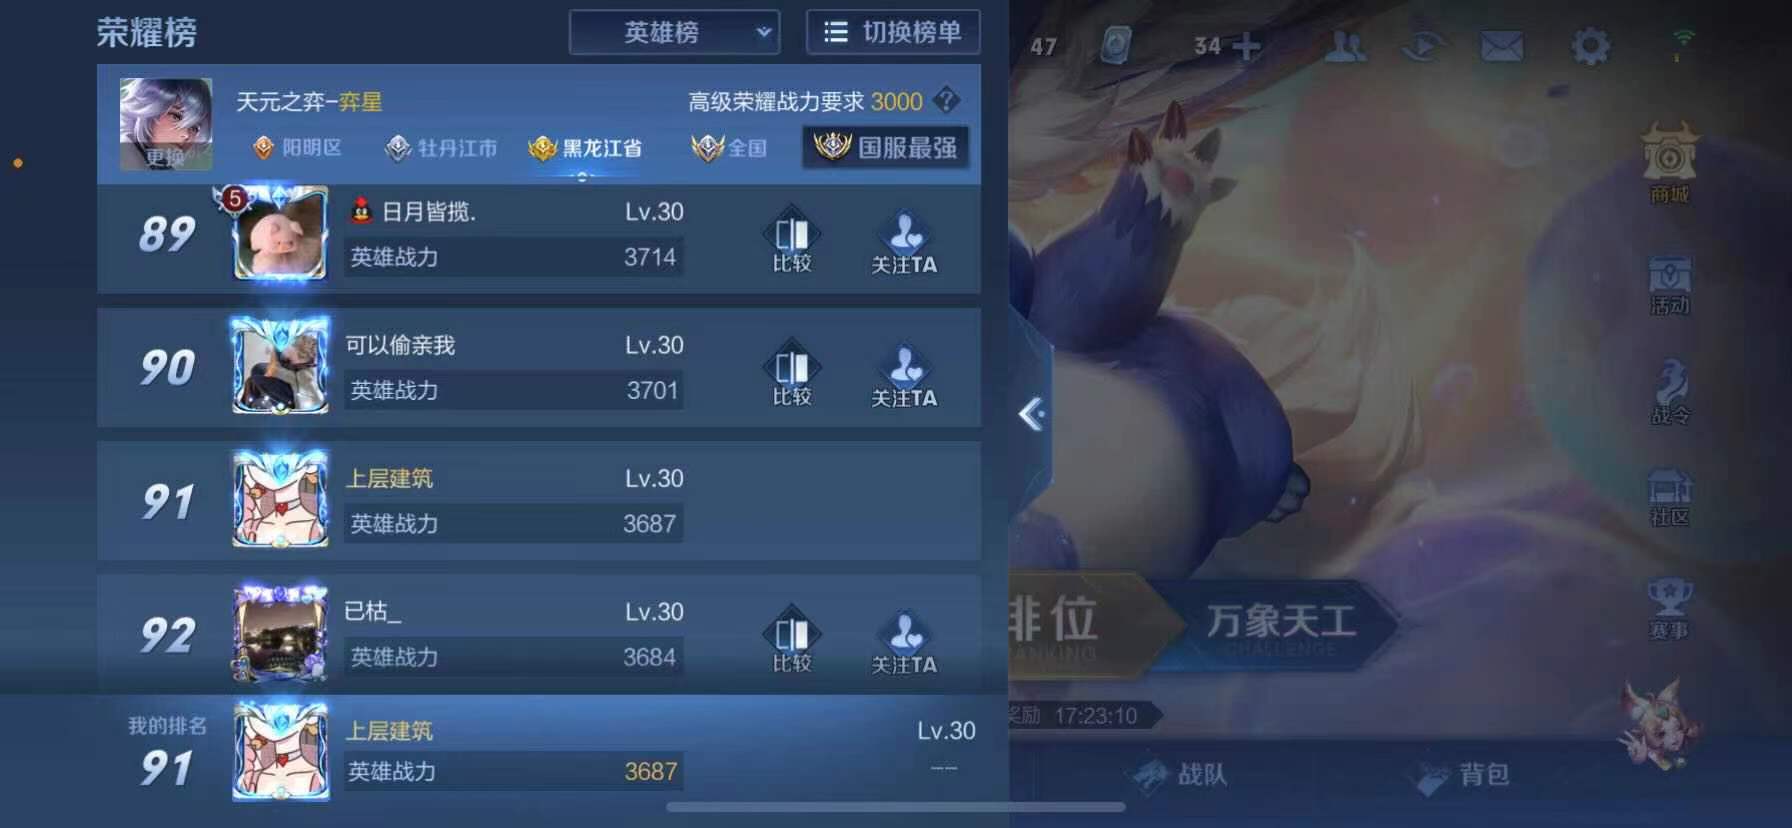 荣耀榜
英雄榜
切换榜单
47
34
更换
天元之弈-弈星
高级荣耀战力要求 3000 ?
阳明区
牡丹江市
黑龙江省
全国
国服最强
89
5
日月皆揽.
Lv.30
英雄战力
3714
比较
关注TA
90
可以偷亲我
Lv.30
英雄战力
3701
比较
关注TA
91
上层建筑
Lv.30
英雄战力
3687
92
已枯_
Lv.30
英雄战力
3684
比较
关注TA
我的排名
91
上层建筑
Lv.30
英雄战力
3687
--
商城
活动
战令
社区
赛事
排位
RANKING
万象天工
CHALLENGE
奖励 17:23:10
战队
背包